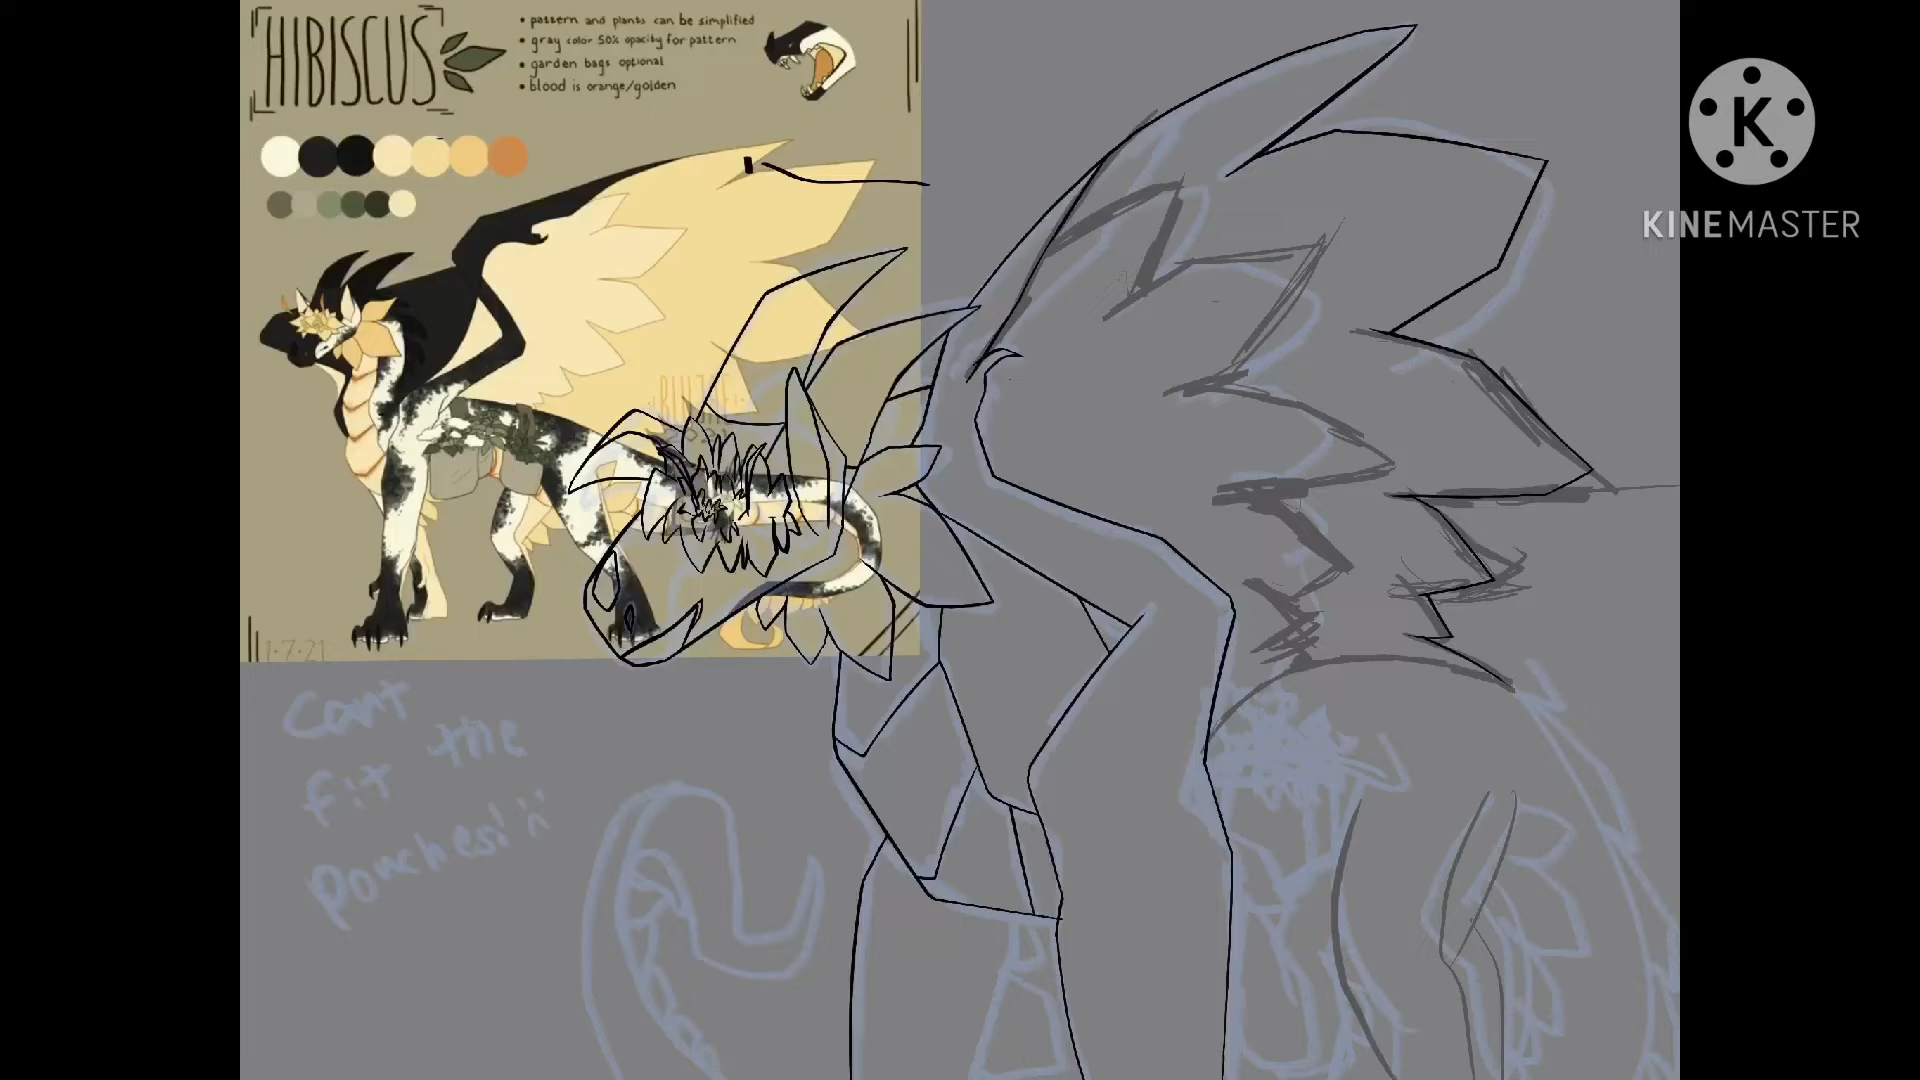 HIBISCUS
• pattern and plants can be simplified
• gray color 50% opacity for pattern
• garden bags optional
• blood is orange/golden
K
KINEMASTER
1-7-21
Cant
fit the
pouches! :(